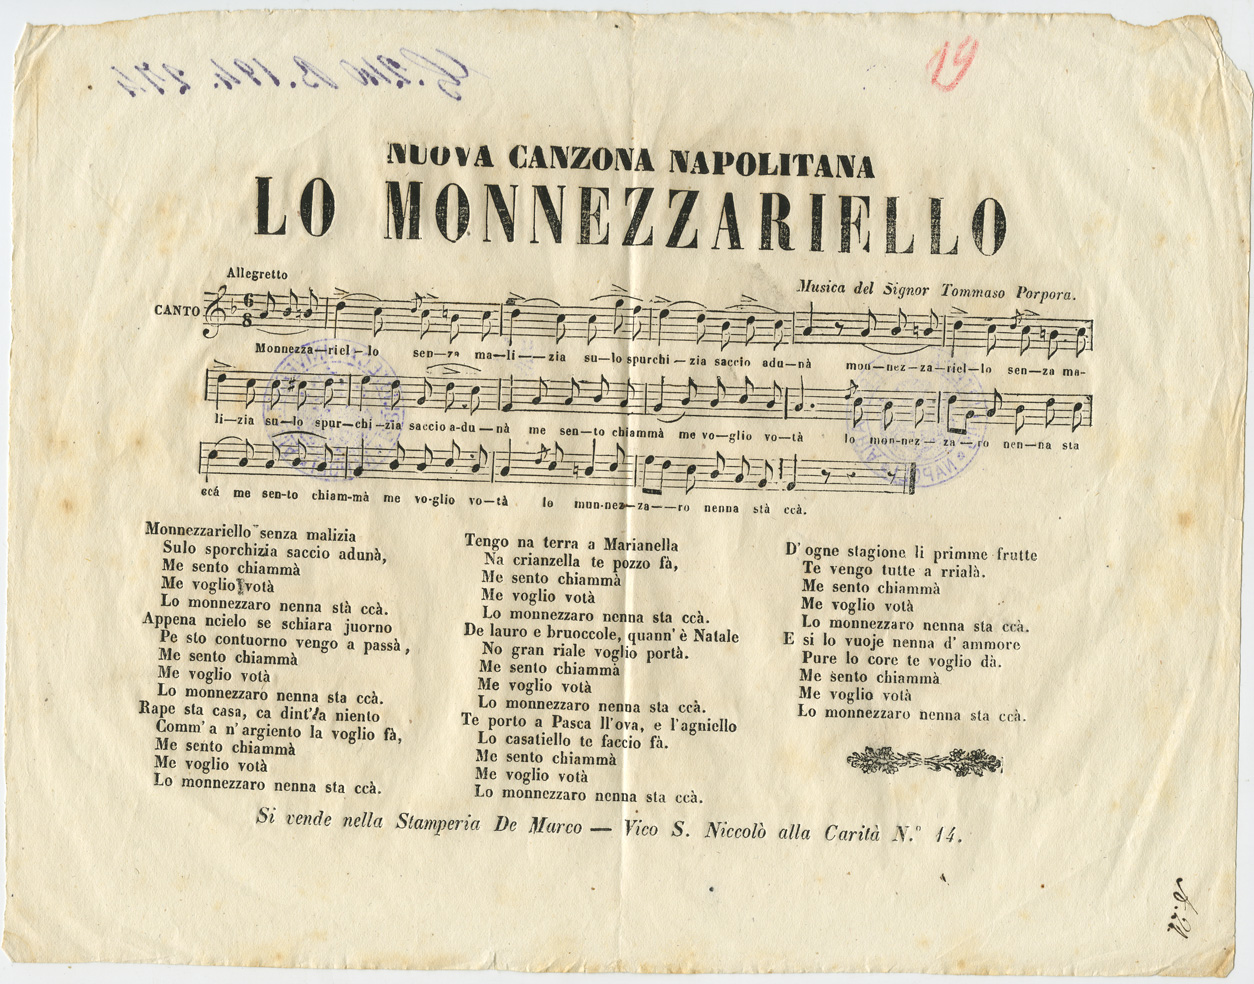 19
NUOVA CANZONA NAPOLITANA
LO MONNEZZARIELLO
Allegretto
Musica del Signor Tommaso Porpora.
CANTO
6
8
Monnezza—riel—lo sen—za ma—li——zia su—lo spurchi—zia saccio adu—nà mon—nez—za—riel—lo sen—za ma-
li—zia su—lo spur—chi—zia saccio a-du—nà me sen—to chiammà me vo—glio vo—tà lo mon-nez—za—ro nen—na sta
ccá me sen-to chiam-mà me vo-glio vo—tà lo mun-nez—za——ro nenna stà ccà.
Monnezzariello senza malizia
Sulo sporchizia saccio adunà,
Me sento chiammà
Me voglio votà
Lo monnezzaro nenna stà ccà.
Appena ncielo se schiara juorno
Pe sto contuorno vengo a passà,
Me sento chiammà
Me voglio votà
Lo monnezzaro nenna sta ccà.
Rape sta casa, ca dint'la niento
Comm' a n' argiento la voglio fà,
Me sento chiammà
Me voglio votà
Lo monnezzaro nenna sta ccà.
Tengo na terra a Marianella
Na crianzella te pozzo fà,
Me sento chiammà
Me voglio votà
Lo monnezzaro nenna sta ccà.
De lauro e bruoccole, quann' è Natale
No gran riale voglio portà.
Me sento chiammà
Me voglio votà
Lo monnezzaro nenna sta ccà.
Te porto a Pasca ll'ova, e l'agniello
Lo casatiello te faccio fà.
Me sento chiammà
Me voglio votà
Lo monnezzaro nenna sta ccà.
D' ogne stagione li primme frutte
Te vengo tutte a rrialà.
Me sento chiammà
Me voglio votà
Lo monnezzaro nenna sta ccà.
E si lo vuoje nenna d' ammore
Pure lo core te voglio dà.
Me sento chiammà
Me voglio votà
Lo monnezzaro nenna sta ccà.
Si vende nella Stamperia De Marco — Vico S. Niccolò alla Carità N.° 14.